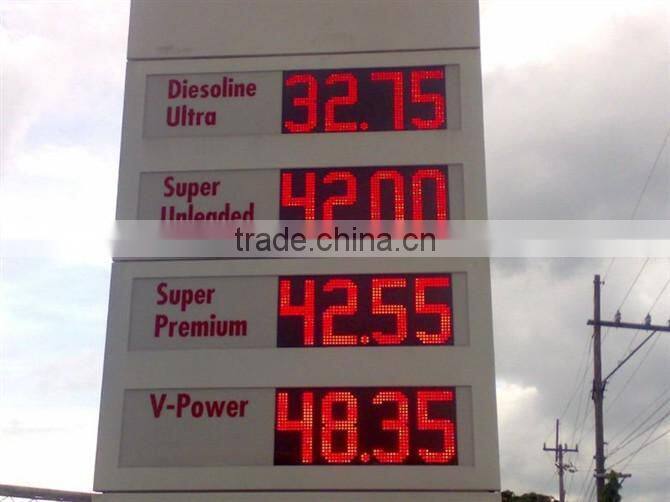 Diesoline
Ultra
32.75
Super
Unleaded
42.00
trade.china.cn
Super
Premium
42.55
V-Power
48.35